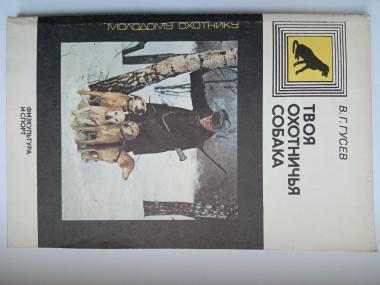 В. Г. ГУСЕВ
ТВОЯ
ОХОТНИЧЬЯ
СОБАКА
МОЛОДОМУ ОХОТНИКУ
ФИЗКУЛЬТУРА
И СПОРТ